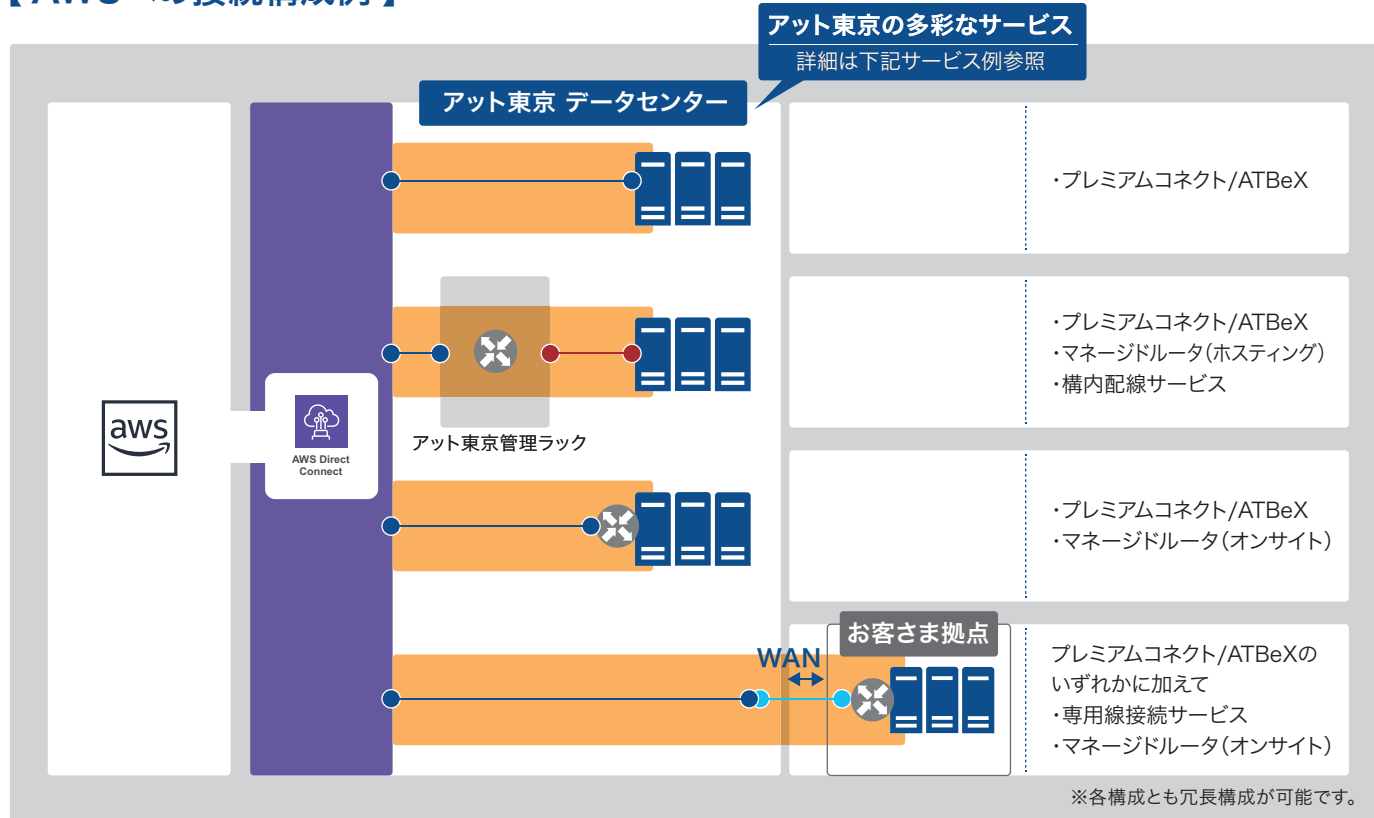 【 AWS への接続構成例 】
アット東京の多彩なサービス
詳細は下記サービス例参照
アット東京 データセンター
・プレミアムコネクト/ATBeX
・プレミアムコネクト/ATBeX
・マネージドルータ(ホスティング)
・構内配線サービス
aws
AWS Direct
Connect
アット東京管理ラック
・プレミアムコネクト/ATBeX
・マネージドルータ(オンサイト)
お客さま拠点
WAN
プレミアムコネクト/ATBeXの
いずれかに加えて
・専用線接続サービス
・マネージドルータ(オンサイト)
※各構成とも冗長構成が可能です。